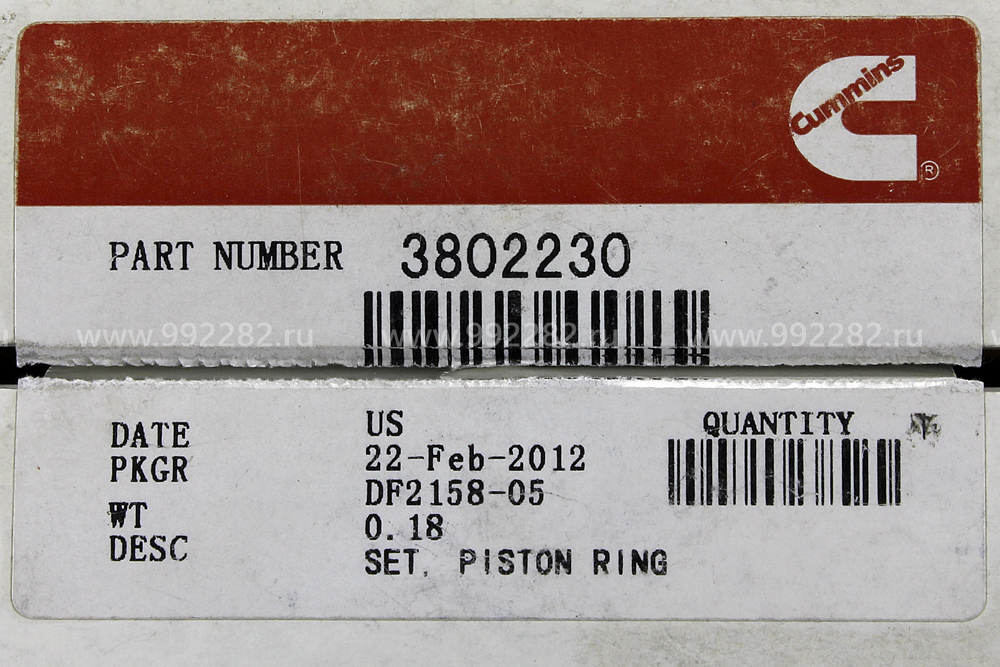 Cummins
®
PART NUMBER 3802230
www.992282.ru www.992282.ru www.992282.ru
US QUANTITY
DATE 22-Feb-2012
PKGR DF2158-05
WT 0.18
DESC SET, PISTON RING